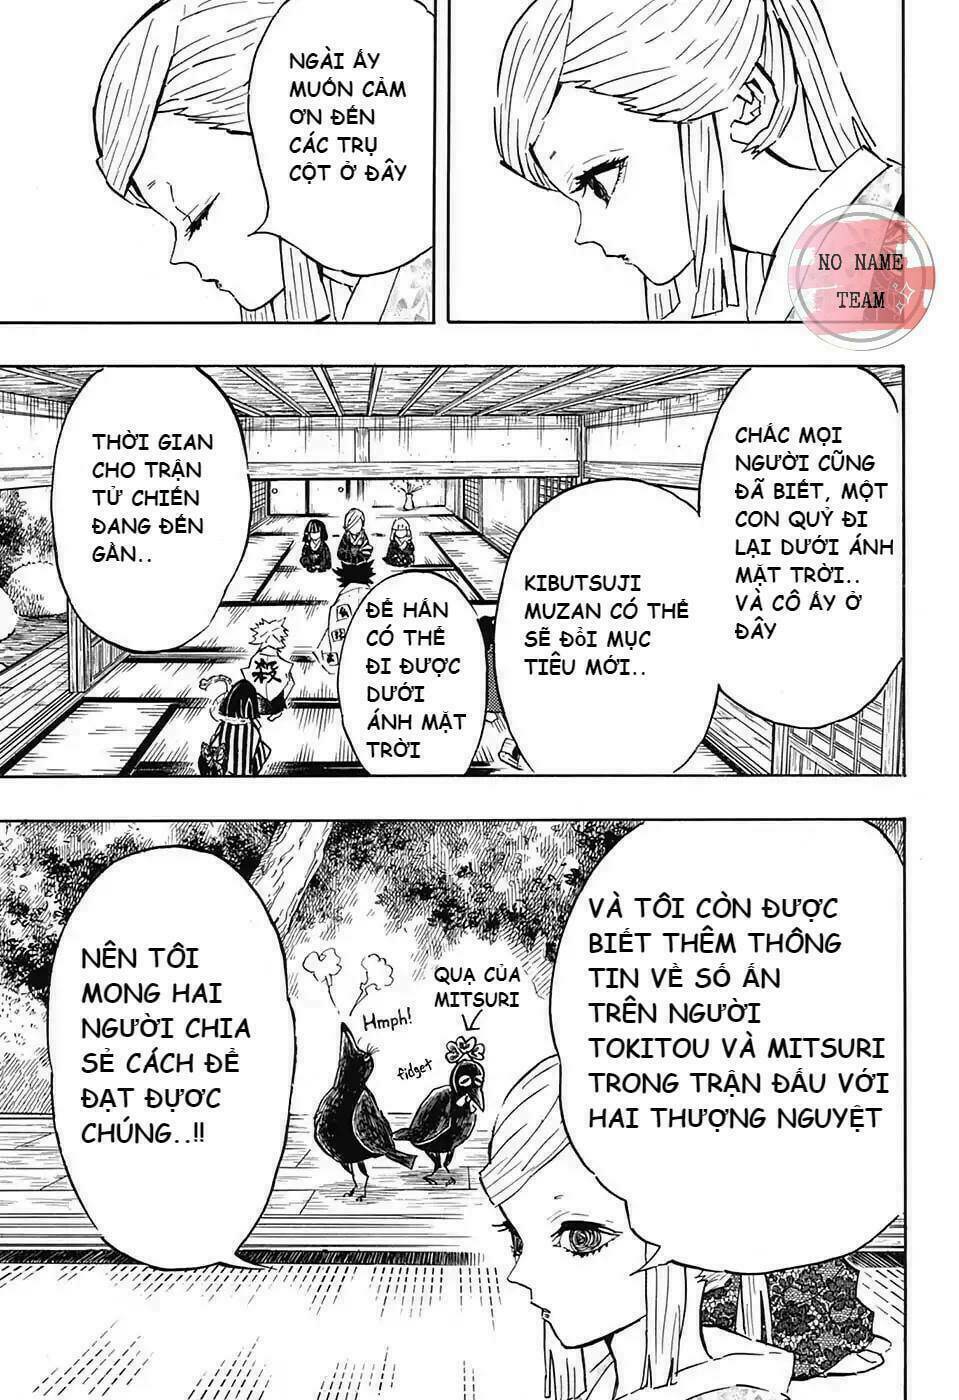 NGÀI ẤY
MUỐN CẢM
ƠN ĐẾN
CÁC TRỤ
CỘT Ở ĐÂY
NO NAME
TEAM
CHẮC MỌI
NGƯỜI CŨNG
ĐÃ BIẾT, MỘT
CON QUỶ ĐI
LẠI DƯỚI ÁNH
MẶT TRỜI..
VÀ CÔ ẤY Ở
ĐÂY
KIBUTSUJI
MUZAN CÓ THỂ
SẼ ĐỔI MỤC
TIÊU MỚI..
ĐỂ HẮN
CÓ THỂ
ĐI ĐƯỢC
DƯỚI
ÁNH MẶT
TRỜI
THỜI GIAN
CHO TRẬN
TỬ CHIẾN
ĐANG ĐẾN
GẦN..
殺
VÀ TÔI CÒN ĐƯỢC
BIẾT THÊM THÔNG
TIN VỀ SỐ ẤN
TRÊN NGƯỜI
TOKITOU VÀ MITSURI
TRONG TRẬN ĐẤU VỚI
HAI THƯỢNG NGUYỆT
QUẠ CỦA
MITSURI
Hmph!
fidget
NÊN TÔI
MONG HAI
NGƯỜI CHIA
SẺ CÁCH ĐỂ
ĐẠT ĐỰƠC
CHÚNG..!!